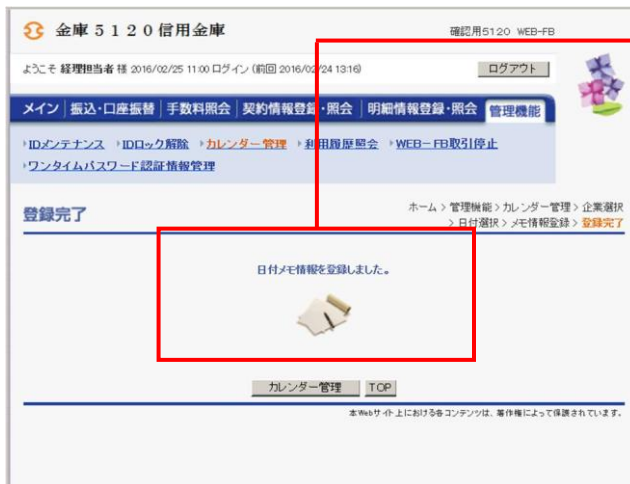 金庫５１２０信用金庫
確認用5120 WEB-FB
ようこそ 経理担当者 様 2016/02/25 11:00 ログイン (前回 2016/02/24 13:16)
ログアウト
メイン 振込・口座振替 手数料照会 契約情報登録・照会 明細情報登録・照会 管理機能
IDメンテナンス IDロック解除 カレンダー管理 利用履歴照会 WEB－FB取引停止
ワンタイムパスワード認証情報管理
登録完了
ホーム > 管理機能 > カレンダー管理 > 企業選択
> 日付選択 > メモ情報登録 > 登録完了
日付メモ情報を登録しました。
カレンダー管理 TOP
本Webサイト上における各コンテンツは、著作権によって保護されています。